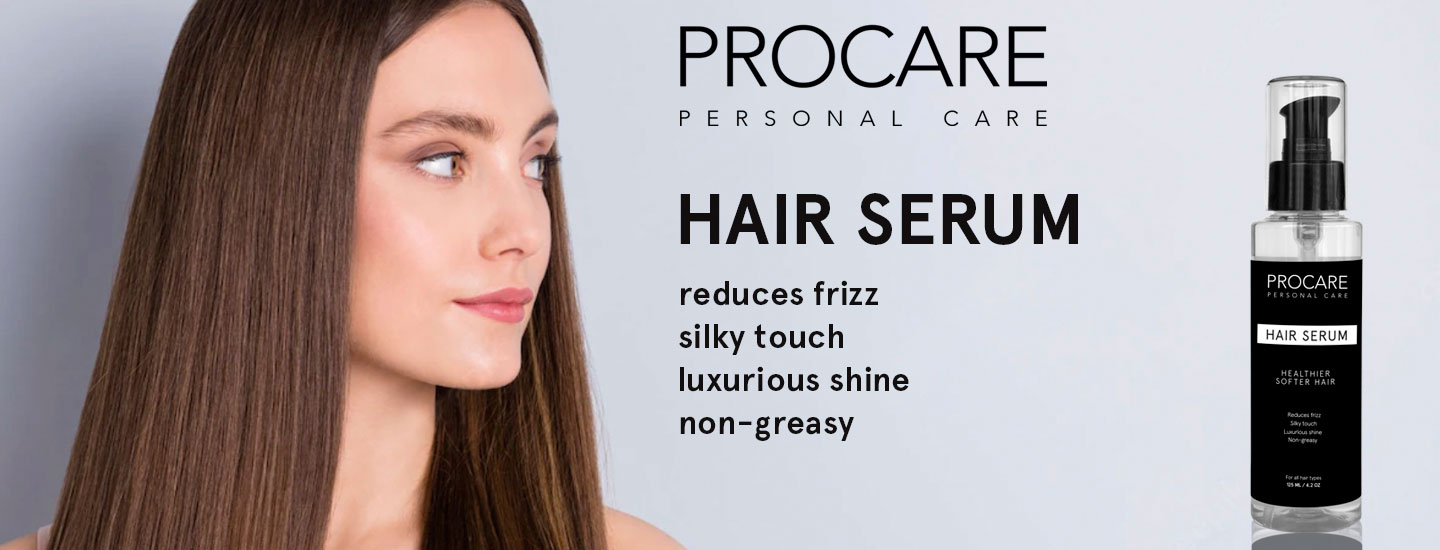 PROCARE
PERSONAL CARE
HAIR SERUM
reduces frizz
silky touch
luxurious shine
non-greasy
PROCARE
PERSONAL CARE
HAIR SERUM
HEALTHIER
SOFTER HAIR
Reduces frizz
Silky touch
Luxurious shine
Non-greasy
For all hair types
125 ML / 4.2 OZ